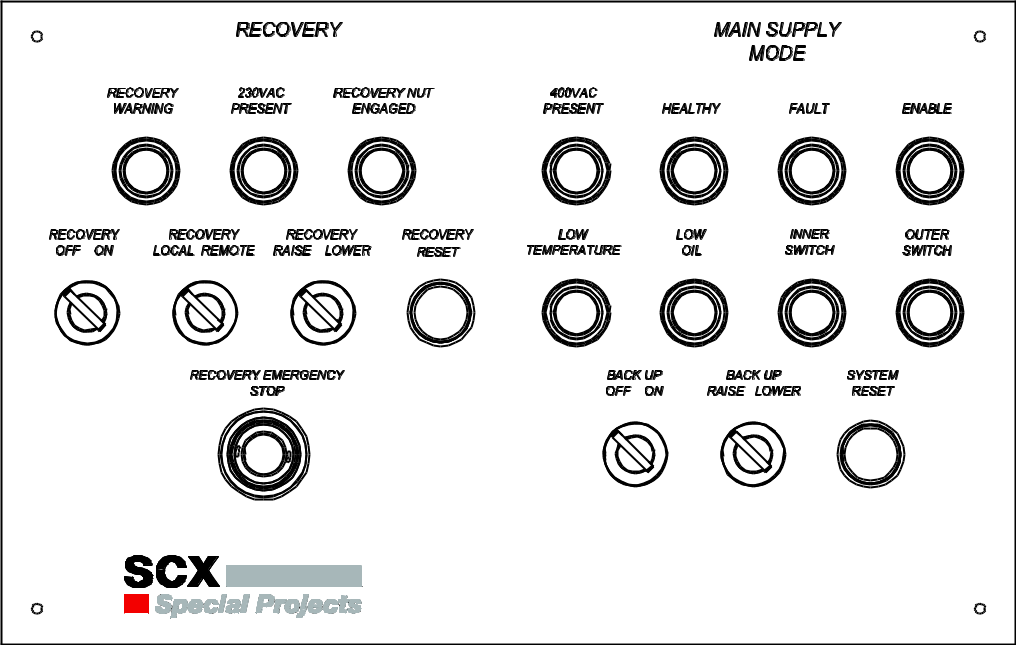 RECOVERY
MAIN SUPPLY
MODE
RECOVERY
WARNING
230VAC
PRESENT
RECOVERY NUT
ENGAGED
400VAC
PRESENT
HEALTHY
FAULT
ENABLE
RECOVERY
OFF ON
RECOVERY
LOCAL REMOTE
RECOVERY
RAISE LOWER
RECOVERY
RESET
LOW
TEMPERATURE
LOW
OIL
INNER
SWITCH
OUTER
SWITCH
RECOVERY EMERGENCY
STOP
BACK UP
OFF ON
BACK UP
RAISE LOWER
SYSTEM
RESET
SCX
Special Projects